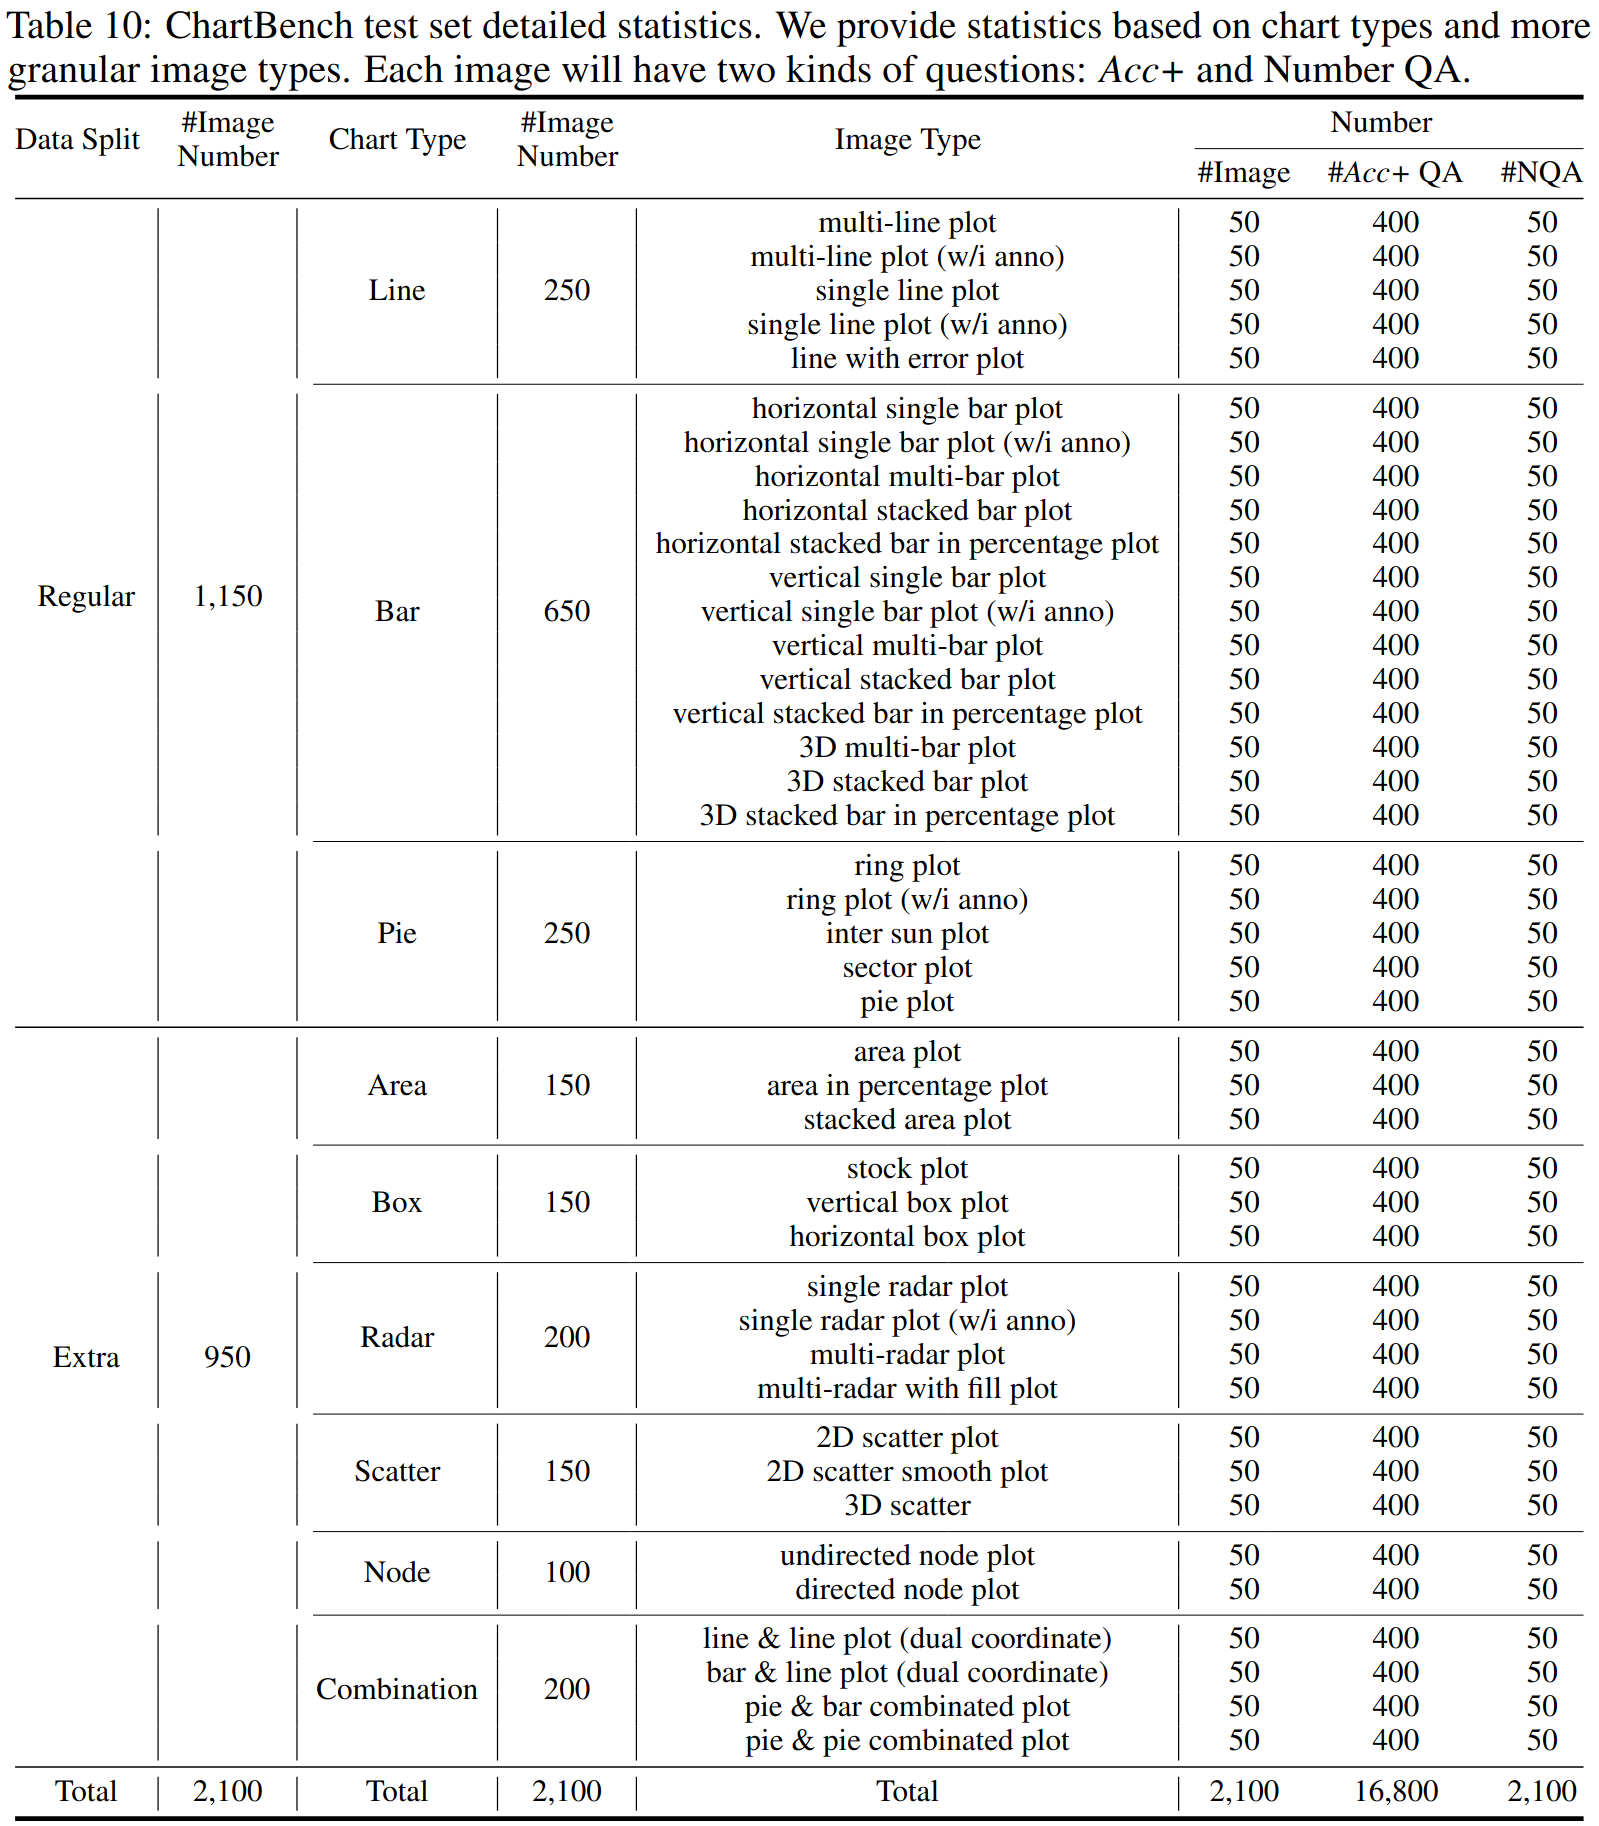 Table 10: ChartBench test set detailed statistics. We provide statistics based on chart types and more
granular image types. Each image will have two kinds of questions: Acc+ and Number QA.
Data Split #Image Number Chart Type #Image Number Image Type Number
#Image #Acc+ QA #NQA
Regular 1,150 Line 250 multi-line plot 50 400 50
multi-line plot (w/i anno) 50 400 50
single line plot 50 400 50
single line plot (w/i anno) 50 400 50
line with error plot 50 400 50
Bar 650 horizontal single bar plot 50 400 50
horizontal single bar plot (w/i anno) 50 400 50
horizontal multi-bar plot 50 400 50
horizontal stacked bar plot 50 400 50
horizontal stacked bar in percentage plot 50 400 50
vertical single bar plot 50 400 50
vertical single bar plot (w/i anno) 50 400 50
vertical multi-bar plot 50 400 50
vertical stacked bar plot 50 400 50
vertical stacked bar in percentage plot 50 400 50
3D multi-bar plot 50 400 50
3D stacked bar plot 50 400 50
3D stacked bar in percentage plot 50 400 50
Pie 250 ring plot 50 400 50
ring plot (w/i anno) 50 400 50
inter sun plot 50 400 50
sector plot 50 400 50
pie plot 50 400 50
Extra 950 Area 150 area plot 50 400 50
area in percentage plot 50 400 50
stacked area plot 50 400 50
Box 150 stock plot 50 400 50
vertical box plot 50 400 50
horizontal box plot 50 400 50
Radar 200 single radar plot 50 400 50
single radar plot (w/i anno) 50 400 50
multi-radar plot 50 400 50
multi-radar with fill plot 50 400 50
Scatter 150 2D scatter plot 50 400 50
2D scatter smooth plot 50 400 50
3D scatter 50 400 50
Node 100 undirected node plot 50 400 50
directed node plot 50 400 50
Combination 200 line & line plot (dual coordinate) 50 400 50
bar & line plot (dual coordinate) 50 400 50
pie & bar combinated plot 50 400 50
pie & pie combinated plot 50 400 50
Total 2,100 Total 2,100 Total 2,100 16,800 2,100